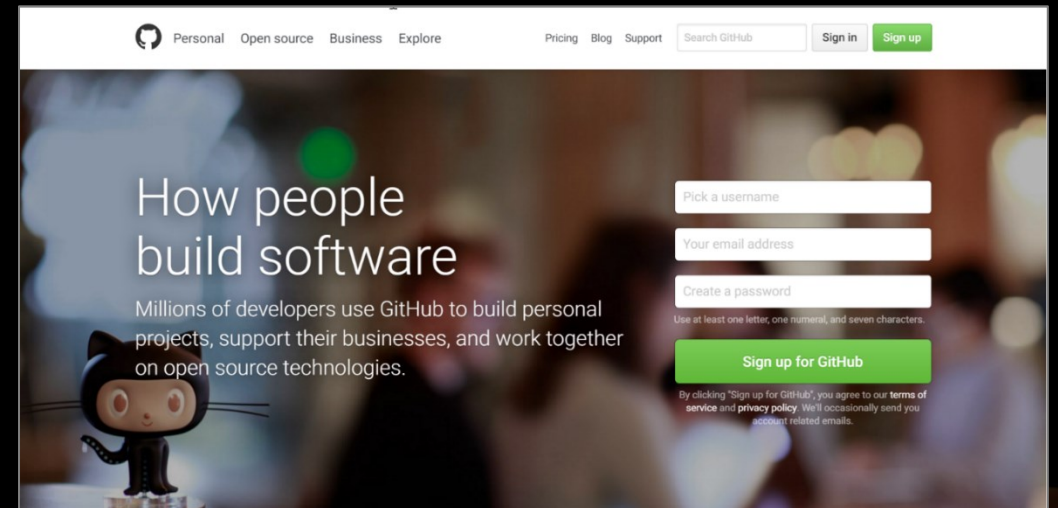 Personal Open source Business Explore Pricing Blog Support Search GitHub Sign in Sign up
How people
build software
Millions of developers use GitHub to build personal
projects, support their businesses, and work together
on open source technologies.
Pick a username
Your email address
Create a password
Use at least one letter, one numeral, and seven characters.
Sign up for GitHub
By clicking "Sign up for GitHub", you agree to our terms of
service and privacy policy. We'll occasionally send you
account related emails.